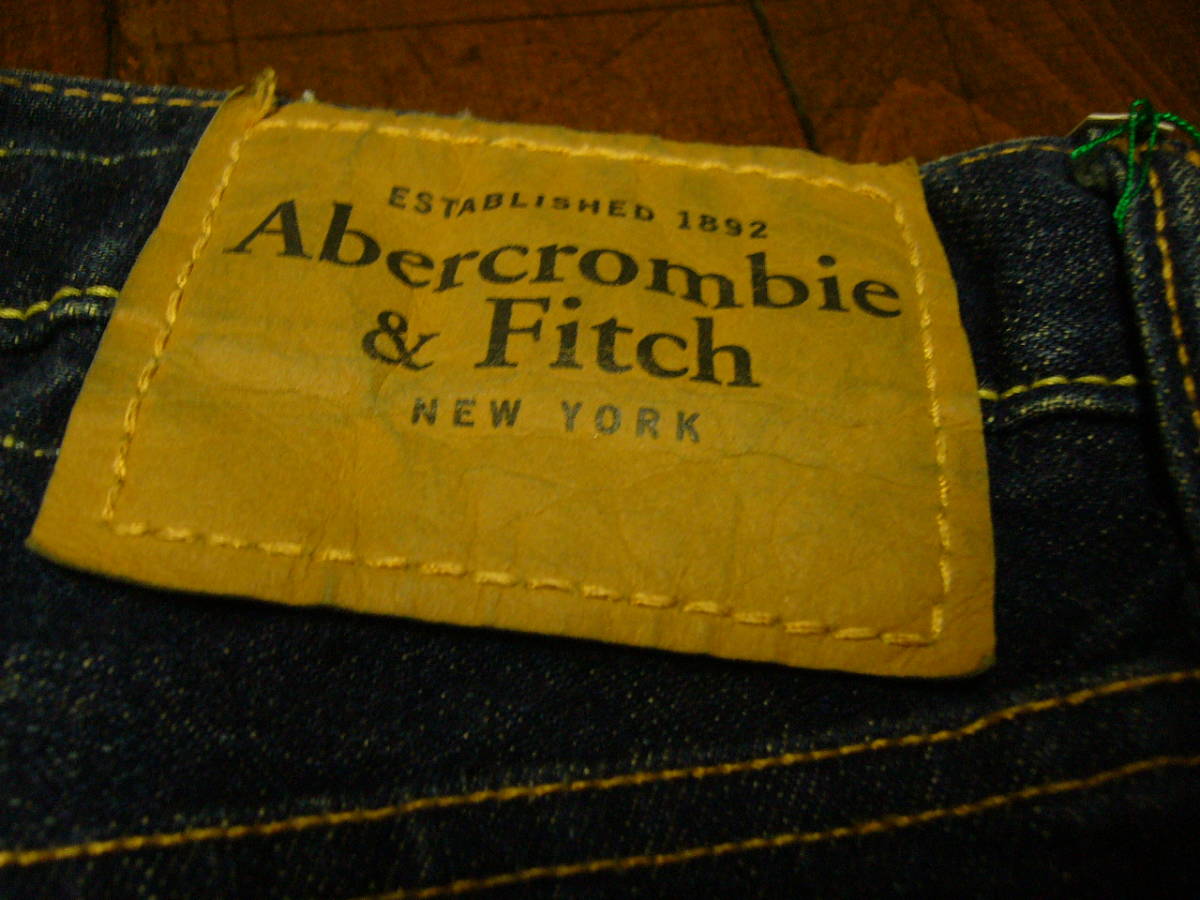 ESTABLISHED 1892
Abercrombie
& Fitch
NEW YORK